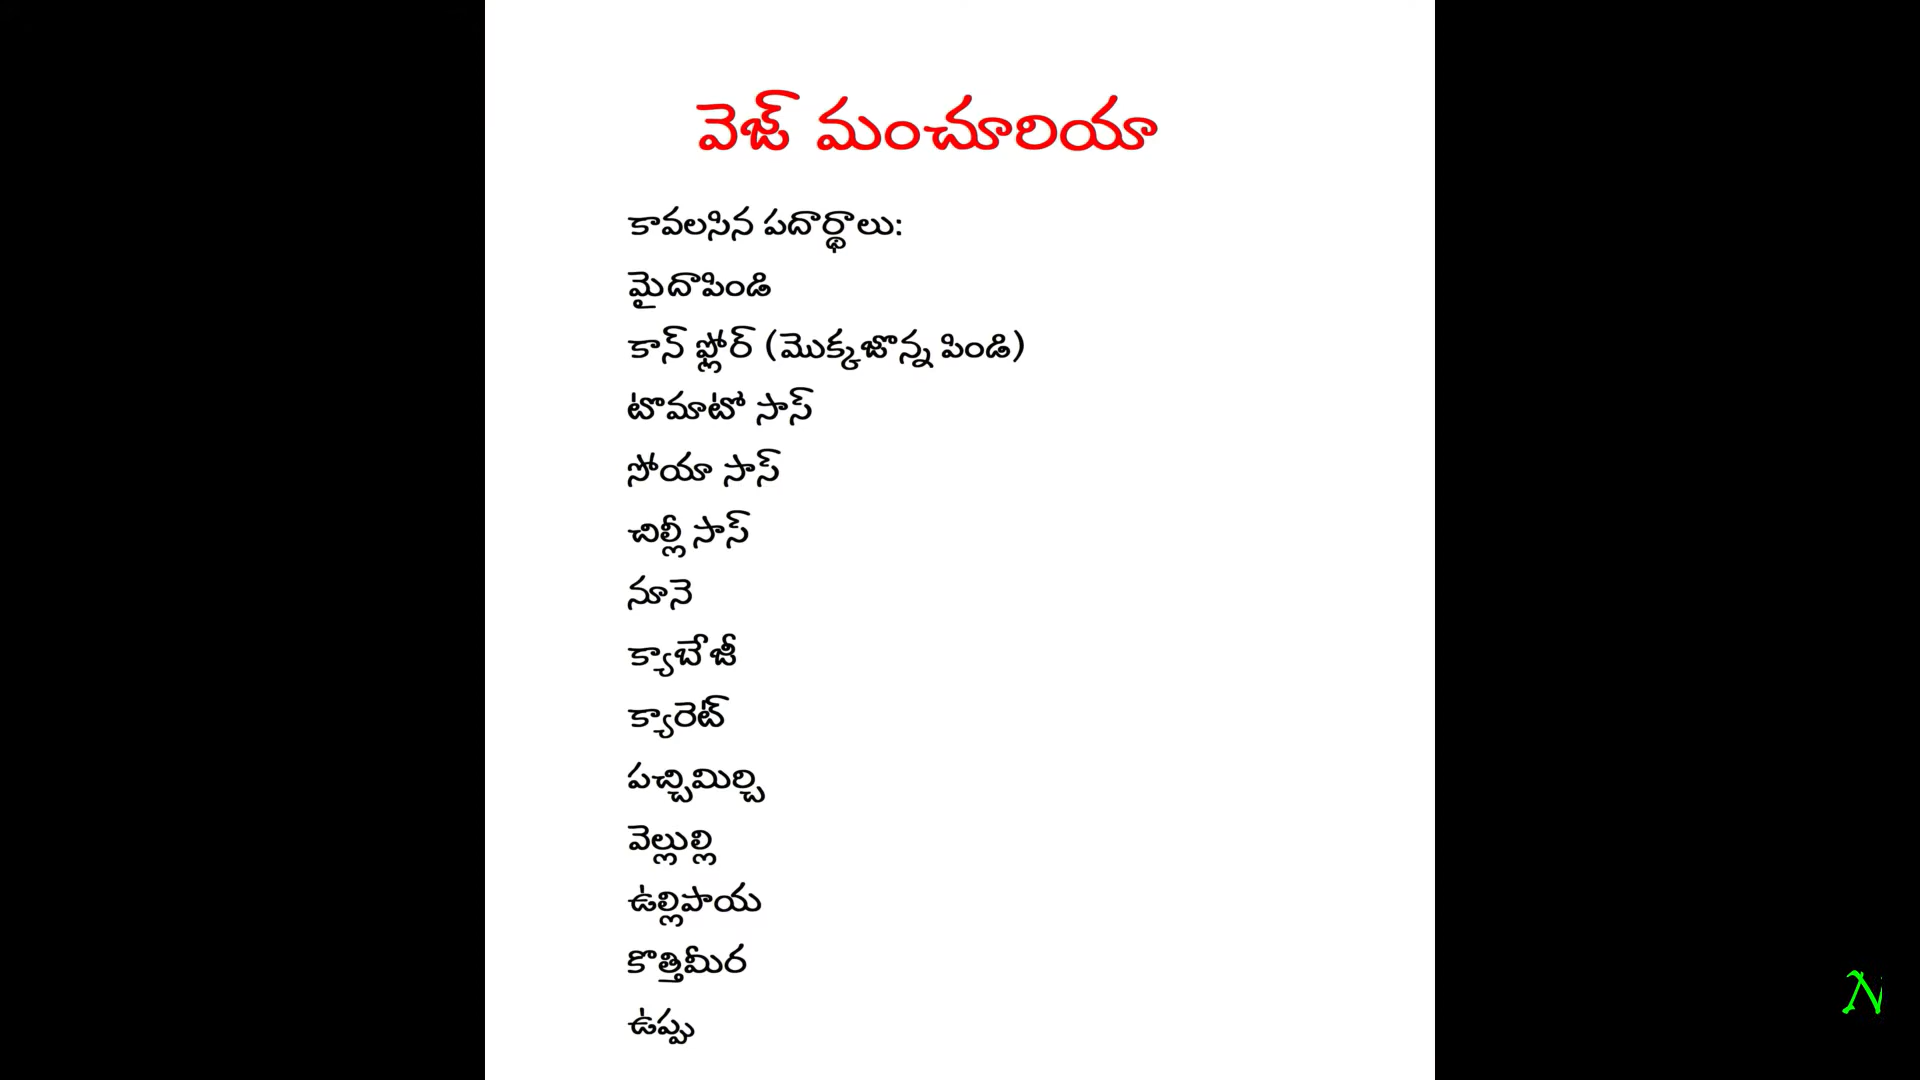 వెజ్ మంచూరియా
కావలసిన పదార్థాలు:
మైదాపిండి
కాన్ ఫ్లోర్ (మొక్కజొన్న పిండి)
టొమాటో సాస్
సోయా సాస్
చిల్లీ సాస్
నూనె
క్యాబేజీ
క్యారెట్
పచ్చిమిర్చి
వెల్లుల్లి
ఉల్లిపాయ
కొత్తిమీర
ఉప్పు
N